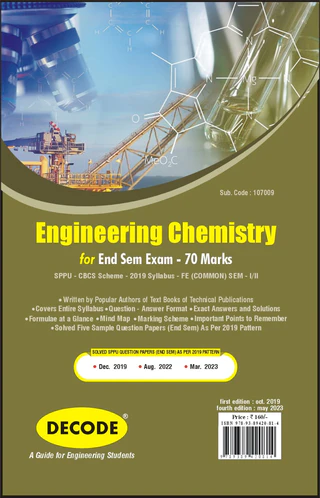 N
N
Mg
N
N
O
MeO₂C
Sub. Code : 107009
Engineering Chemistry
for End Sem Exam - 70 Marks
SPPU - CBCS Scheme - 2019 Syllabus - FE (COMMON) SEM - I/II
• Written by Popular Authors of Text Books of Technical Publications
• Covers Entire Syllabus • Question - Answer Format • Exact Answers and Solutions
• Formulae at a Glance • Mind Map • Marking Scheme • Important Points to Remember
• Solved Five Sample Question Papers (End Sem) As Per 2019 Pattern
SOLVED SPPU QUESTION PAPERS (END SEM) AS PER 2019 PATTERN
• Dec. 2019 • Aug. 2022 • Mar. 2023
first edition : oct. 2019
fourth edition : may 2023
Price : ₹ 160/-
DECODE®
A Guide for Engineering Students